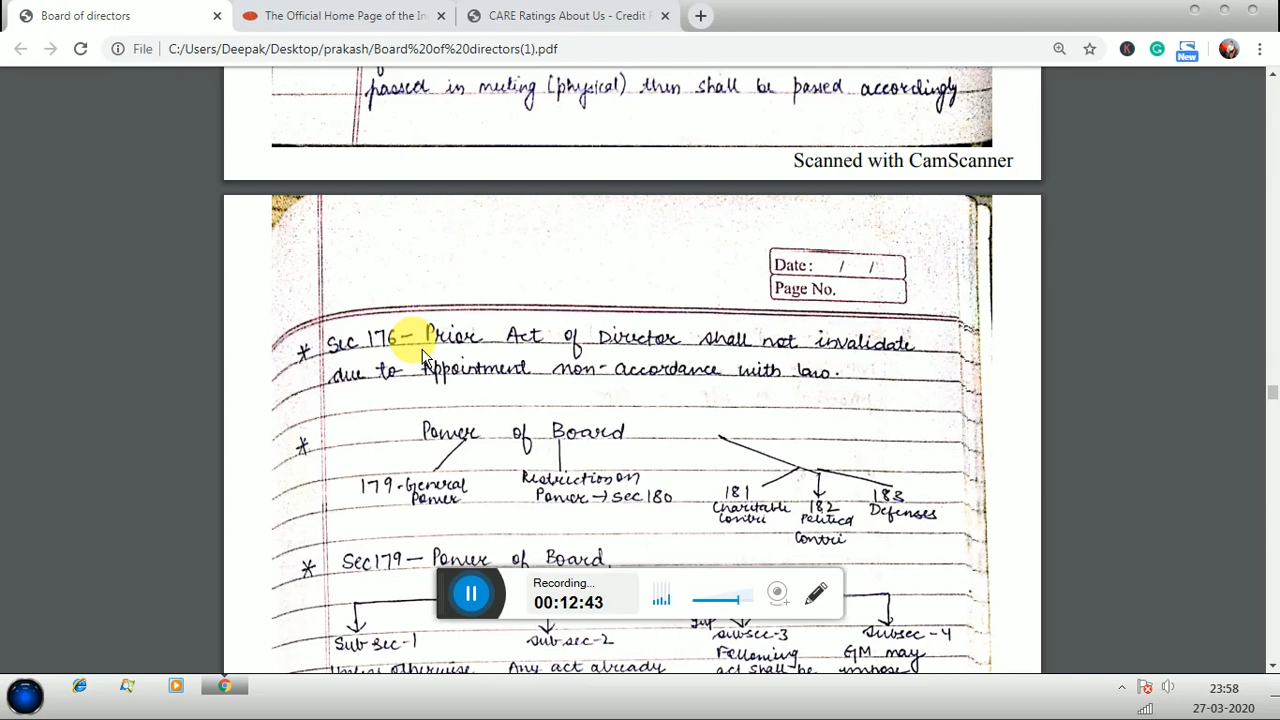 Board of directors
The Official Home Page of the In
CARE Ratings About Us - Credit R
File
C:/Users/Deepak/Desktop/prakash/Board%20of%20directors(1).pdf
New
passed in meeting (physical) then shall be passed accordingly
Scanned with CamScanner
Date: / /
Page No.
* Sec 176 - Prior Act of Director shall not invalidate
due to Appointment non-accordance with law.
* Power of Board
179 - General
Power
Restriction on
Power → Sec 180
181
Charitable
Contri
182
Political
Contri
183
Defenses
* Sec 179 - Power of Board.
Recording...
00:12:43
Sub sec-1
Sub sec-2
Subsec-3
Subsec-4
Any act already
Following
act shall be
GM may
impose
23:58
27-03-2020